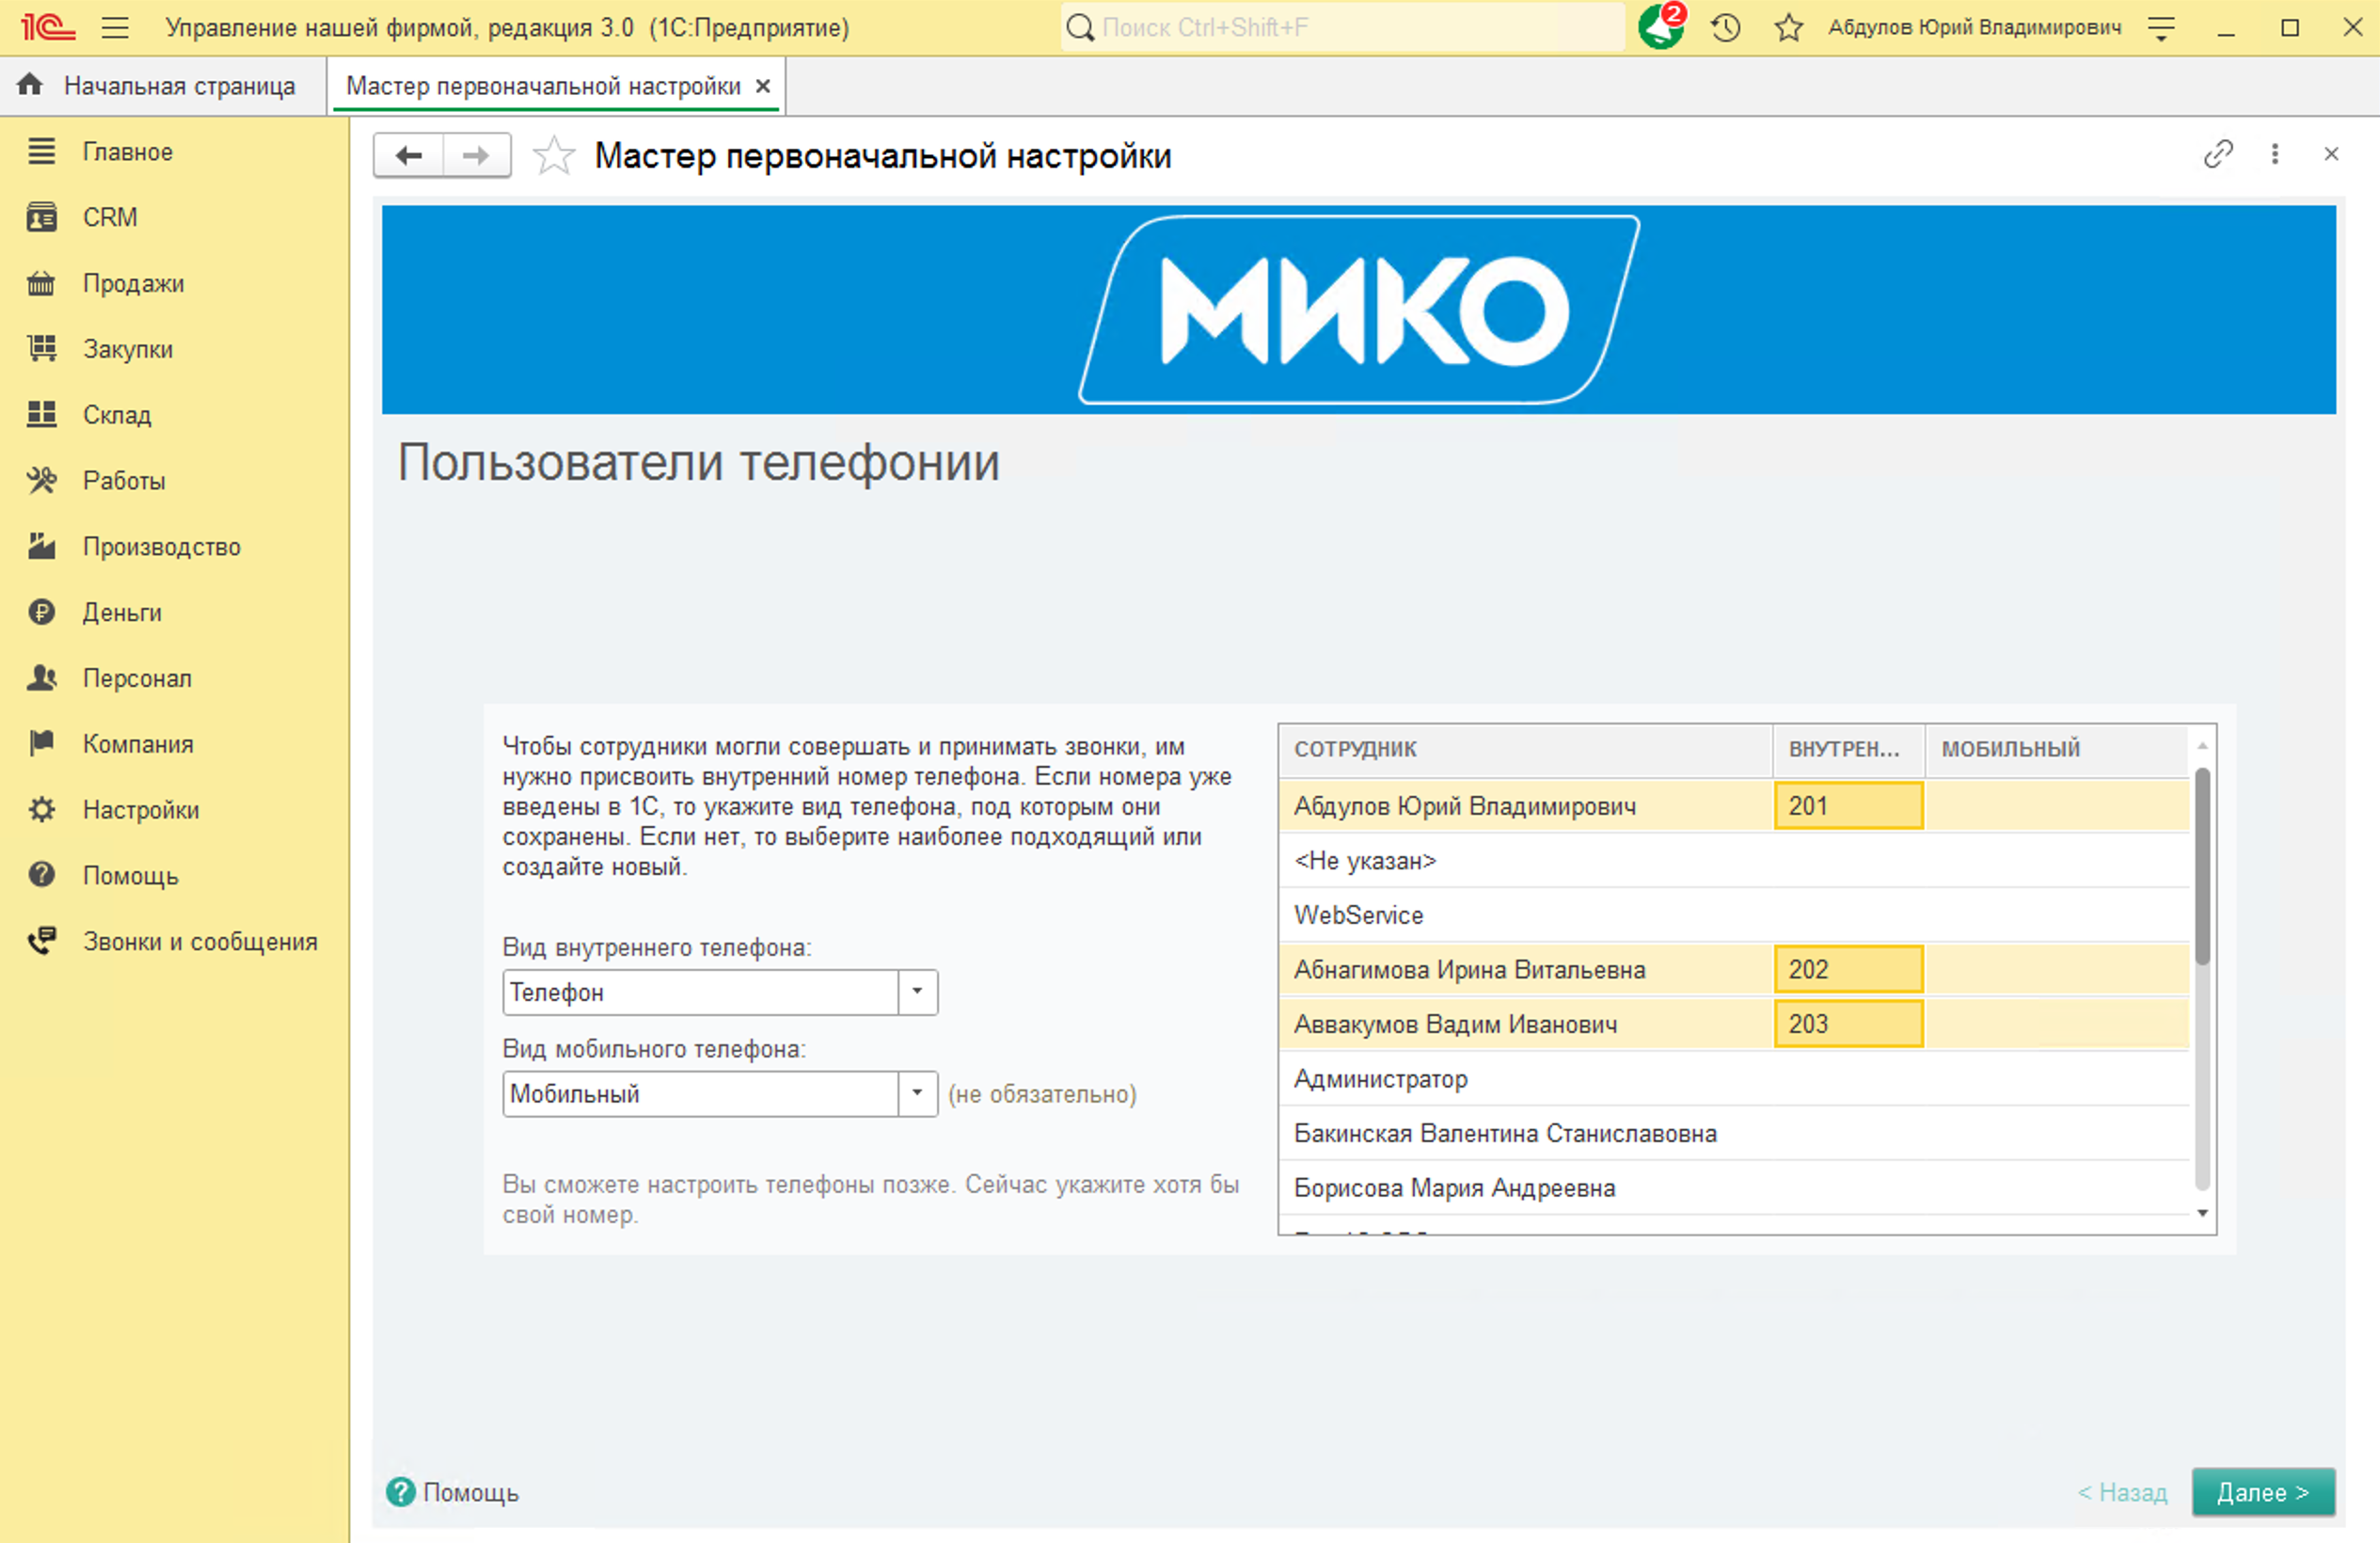 1С Управление нашей фирмой, редакция 3.0 (1С:Предприятие) Поиск Ctrl+Shift+F 2 Абдулов Юрий Владимирович
Начальная страница Мастер первоначальной настройки
Главное
CRM
Продажи
Закупки
Склад
Работы
Производство
Деньги
Персонал
Компания
Настройки
Помощь
Звонки и сообщения
Мастер первоначальной настройки
МИКО
Пользователи телефонии
Чтобы сотрудники могли совершать и принимать звонки, им
нужно присвоить внутренний номер телефона. Если номера уже
введены в 1С, то укажите вид телефона, под которым они
сохранены. Если нет, то выберите наиболее подходящий или
создайте новый.
Вид внутреннего телефона:
Телефон
Вид мобильного телефона:
Мобильный (не обязательно)
Вы сможете настроить телефоны позже. Сейчас укажите хотя бы
свой номер.
СОТРУДНИК ВНУТРЕН... МОБИЛЬНЫЙ
Абдулов Юрий Владимирович 201
<Не указан>
WebService
Абнагимова Ирина Витальевна 202
Аввакумов Вадим Иванович 203
Администратор
Бакинская Валентина Станиславовна
Борисова Мария Андреевна
Помощь
< Назад Далее >